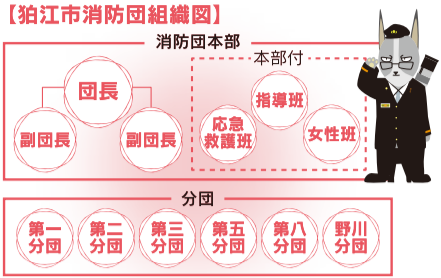 【狛江市消防団組織図】
消防団本部
団長
副団長
副団長
本部付
指導班
応急
救護班
女性班
分団
第一
分団
第二
分団
第三
分団
第五
分団
第八
分団
野川
分団